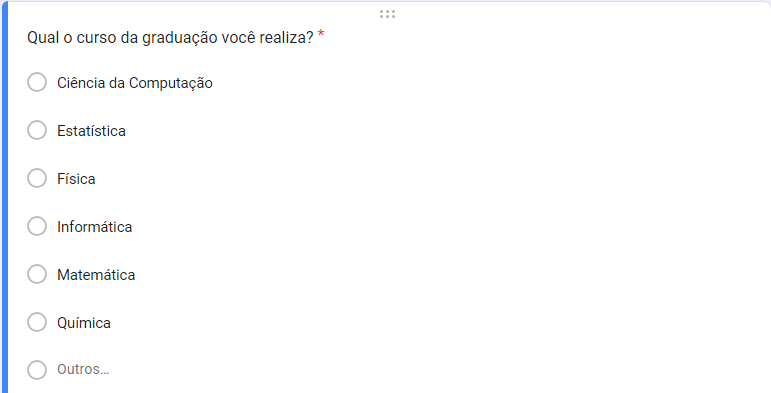 Qual o curso da graduação você realiza? *
Ciência da Computação
Estatística
Física
Informática
Matemática
Química
Outros...